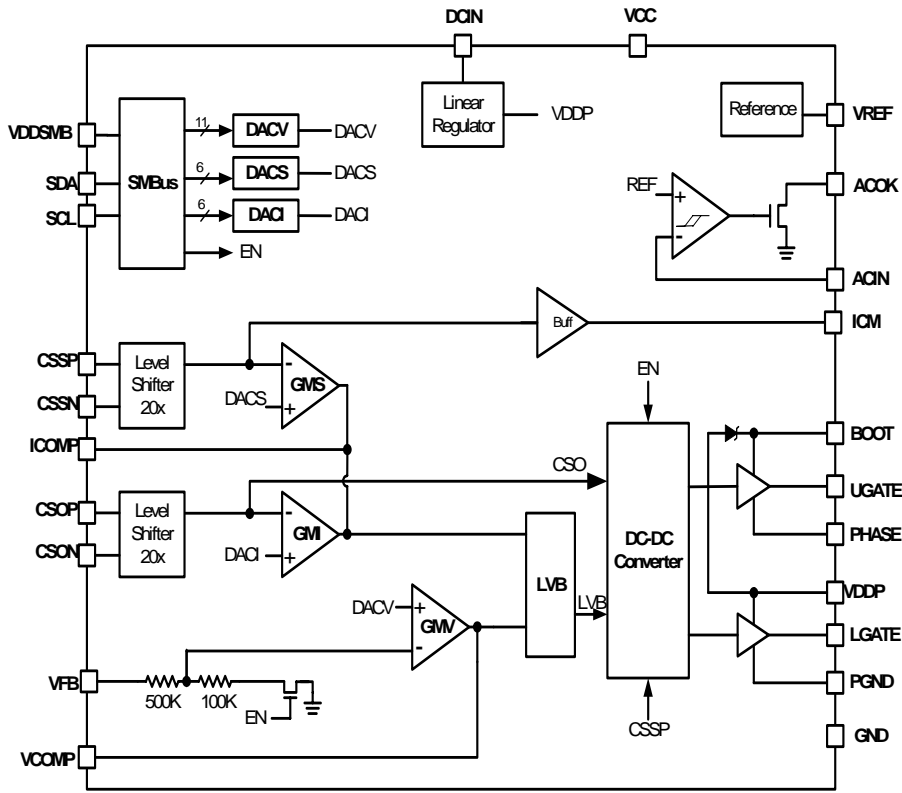 DCIN
VCC
VDDSMB
SDA
SCL
SMBus
11
DACV
DACV
6
DACS
DACS
6
DACI
DACI
EN
Linear
Regulator
VDDP
Reference
VREF
ACOK
REF
+
-
ACIN
ICM
Buff
CSSP
CSSN
Level
Shifter
20x
-
GMS
DACS
+
ICOMP
EN
BOOT
CSO
UGATE
CSOP
CSON
Level
Shifter
20x
-
GMI
DACI
+
DC-DC
Converter
PHASE
LVB
LVB
VDDP
DACV
+
GMV
-
LGATE
VFB
500K
100K
EN
PGND
CSSP
GND
VCOMP